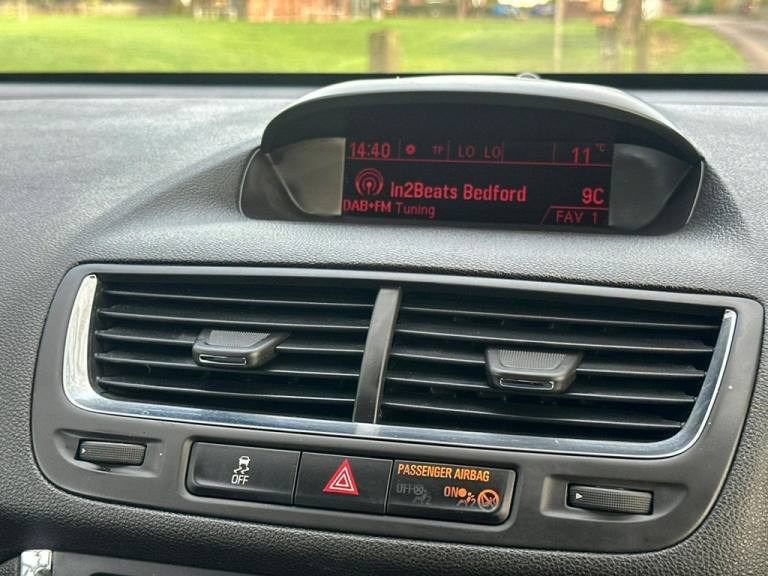 14:40 TP LO LO 11 °C
In2Beats Bedford 9C
DAB+FM Tuning FAV 1
PASSENGER AIRBAG
OFF ON
OFF